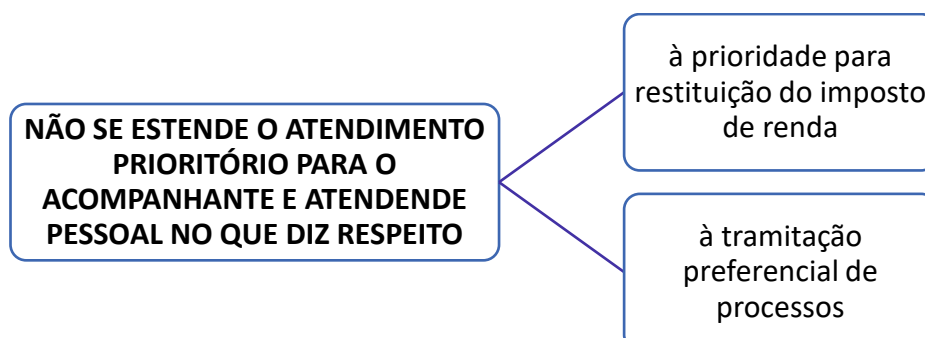 NÃO SE ESTENDE O ATENDIMENTO
PRIORITÓRIO PARA O
ACOMPANHANTE E ATENDENDE
PESSOAL NO QUE DIZ RESPEITO
à prioridade para
restituição do imposto
de renda
à tramitação
preferencial de
processos